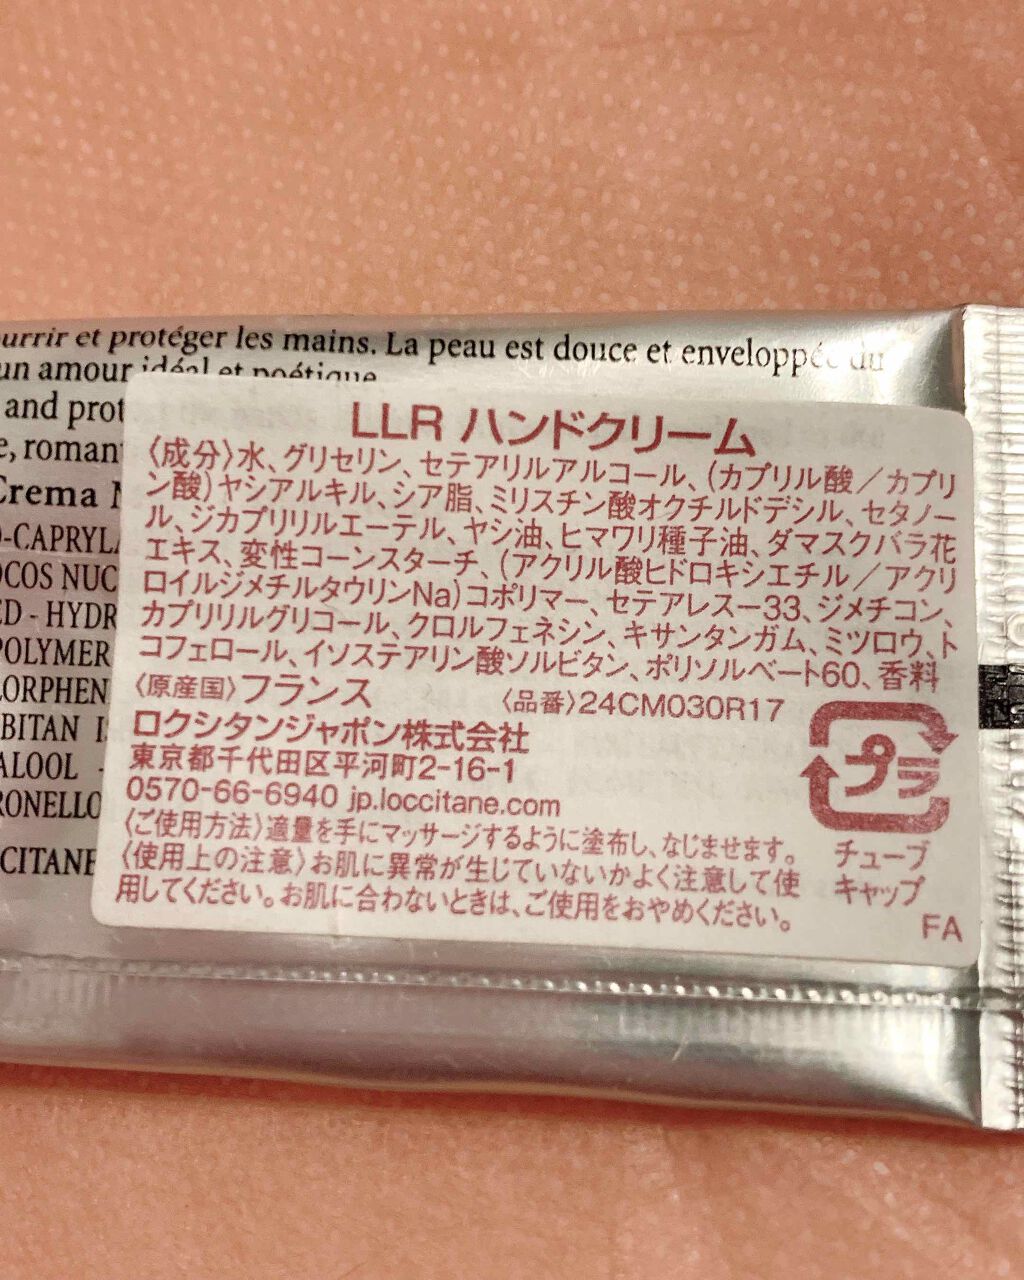 urrir et protéger les mains. La peau est douce et enveloppée du
un amour idéal et poétique
and prot
e, roman
Crema
-CAPRYL
OCOS NUC
ED - HYDR
POLYMER
LORPHEN
BITAN I
ALOOL -
RONELLO
CCITANE
LLR ハンドクリーム
〈成分〉水、グリセリン、セテアリルアルコール、(カプリル酸/カプリ
ン酸)ヤシアルキル、シア脂、ミリスチン酸オクチルドデシル、セタノー
ル、ジカプリリルエーテル、ヤシ油、ヒマワリ種子油、ダマスクバラ花
エキス、変性コーンスターチ、(アクリル酸ヒドロキシエチル/アクリ
ロイルジメチルタウリンNa)コポリマー、セテアレス-33、ジメチコン、
カプリリルグリコール、クロルフェネシン、キサンタンガム、ミツロウ、ト
コフェロール、イソステアリン酸ソルビタン、ポリソルベート60、香料
〈原産国〉フランス 〈品番〉24CM030R17
ロクシタンジャポン株式会社
東京都千代田区平河町2-16-1
0570-66-6940 jp.loccitane.com
〈ご使用方法〉適量を手にマッサージするように塗布し、なじませます。
〈使用上の注意〉お肌に異常が生じていないかよく注意して使
用してください。お肌に合わないときは、ご使用をおやめください。
プラ
チューブ
キャップ
FA